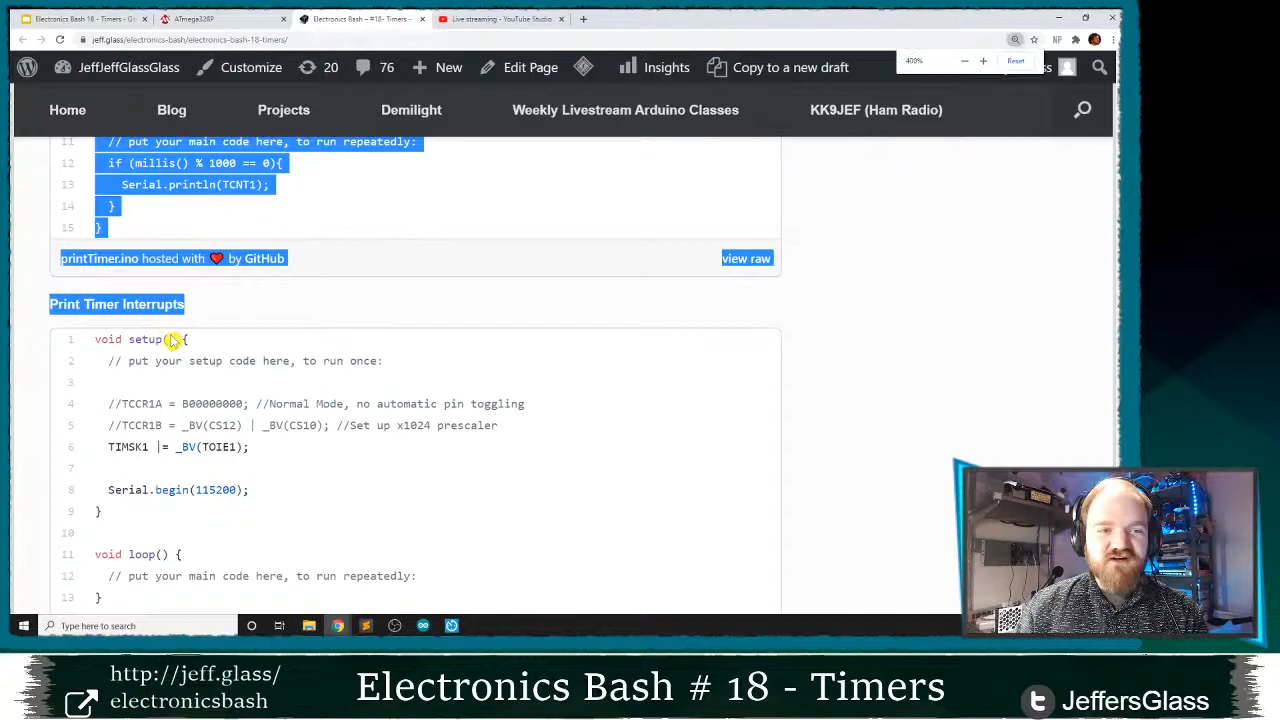 Electronics Bash 18 - Timers - Go
ATmega328P
Electronics Bash – #18- Timers –
Live streaming - YouTube Studio
jeff.glass/electronics-bash/electronics-bash-18-timers/
NP
JeffJeffGlassGlass
Customize
20
76
New
Edit Page
Insights
Copy to a new draft
400%
Reset
Home
Blog
Projects
Demilight
Weekly Livestream Arduino Classes
KK9JEF (Ham Radio)
11 // put your main code here, to run repeatedly:
12 if (millis() % 1000 == 0){
13 Serial.println(TCNT1);
14 }
15 }
printTimer.ino hosted with ❤ by GitHub
view raw
Print Timer Interrupts
1 void setup() {
2 // put your setup code here, to run once:
3
4 //TCCR1A = B00000000; //Normal Mode, no automatic pin toggling
5 //TCCR1B = _BV(CS12) | _BV(CS10); //Set up x1024 prescaler
6 TIMSK1 |= _BV(TOIE1);
7
8 Serial.begin(115200);
9 }
10
11 void loop() {
12 // put your main code here, to run repeatedly:
13 }
Type here to search
http://jeff.glass/
electronicsbash
Electronics Bash # 18 - Timers
JeffersGlass